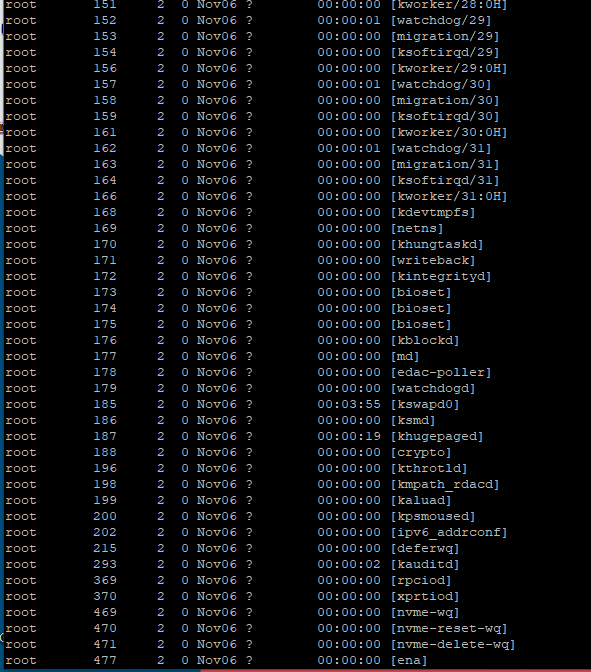 root 151 2 0 Nov06 ? 00:00:00 [kworker/28:0H]
root 152 2 0 Nov06 ? 00:00:01 [watchdog/29]
root 153 2 0 Nov06 ? 00:00:00 [migration/29]
root 154 2 0 Nov06 ? 00:00:00 [ksoftirqd/29]
root 156 2 0 Nov06 ? 00:00:00 [kworker/29:0H]
root 157 2 0 Nov06 ? 00:00:01 [watchdog/30]
root 158 2 0 Nov06 ? 00:00:00 [migration/30]
root 159 2 0 Nov06 ? 00:00:00 [ksoftirqd/30]
root 161 2 0 Nov06 ? 00:00:00 [kworker/30:0H]
root 162 2 0 Nov06 ? 00:00:01 [watchdog/31]
root 163 2 0 Nov06 ? 00:00:00 [migration/31]
root 164 2 0 Nov06 ? 00:00:00 [ksoftirqd/31]
root 166 2 0 Nov06 ? 00:00:00 [kworker/31:0H]
root 168 2 0 Nov06 ? 00:00:00 [kdevtmpfs]
root 169 2 0 Nov06 ? 00:00:00 [netns]
root 170 2 0 Nov06 ? 00:00:00 [khungtaskd]
root 171 2 0 Nov06 ? 00:00:00 [writeback]
root 172 2 0 Nov06 ? 00:00:00 [kintegrityd]
root 173 2 0 Nov06 ? 00:00:00 [bioset]
root 174 2 0 Nov06 ? 00:00:00 [bioset]
root 175 2 0 Nov06 ? 00:00:00 [bioset]
root 176 2 0 Nov06 ? 00:00:00 [kblockd]
root 177 2 0 Nov06 ? 00:00:00 [md]
root 178 2 0 Nov06 ? 00:00:00 [edac-poller]
root 179 2 0 Nov06 ? 00:00:00 [watchdogd]
root 185 2 0 Nov06 ? 00:03:55 [kswapd0]
root 186 2 0 Nov06 ? 00:00:00 [ksmd]
root 187 2 0 Nov06 ? 00:00:19 [khugepaged]
root 188 2 0 Nov06 ? 00:00:00 [crypto]
root 196 2 0 Nov06 ? 00:00:00 [kthrotld]
root 198 2 0 Nov06 ? 00:00:00 [kmpath_rdacd]
root 199 2 0 Nov06 ? 00:00:00 [kaluad]
root 200 2 0 Nov06 ? 00:00:00 [kpsmoused]
root 202 2 0 Nov06 ? 00:00:00 [ipv6_addrconf]
root 215 2 0 Nov06 ? 00:00:00 [deferwq]
root 293 2 0 Nov06 ? 00:00:02 [kauditd]
root 369 2 0 Nov06 ? 00:00:00 [rpciod]
root 370 2 0 Nov06 ? 00:00:00 [xprtiod]
root 469 2 0 Nov06 ? 00:00:00 [nvme-wq]
root 470 2 0 Nov06 ? 00:00:00 [nvme-reset-wq]
root 471 2 0 Nov06 ? 00:00:00 [nvme-delete-wq]
root 477 2 0 Nov06 ? 00:00:00 [ena]